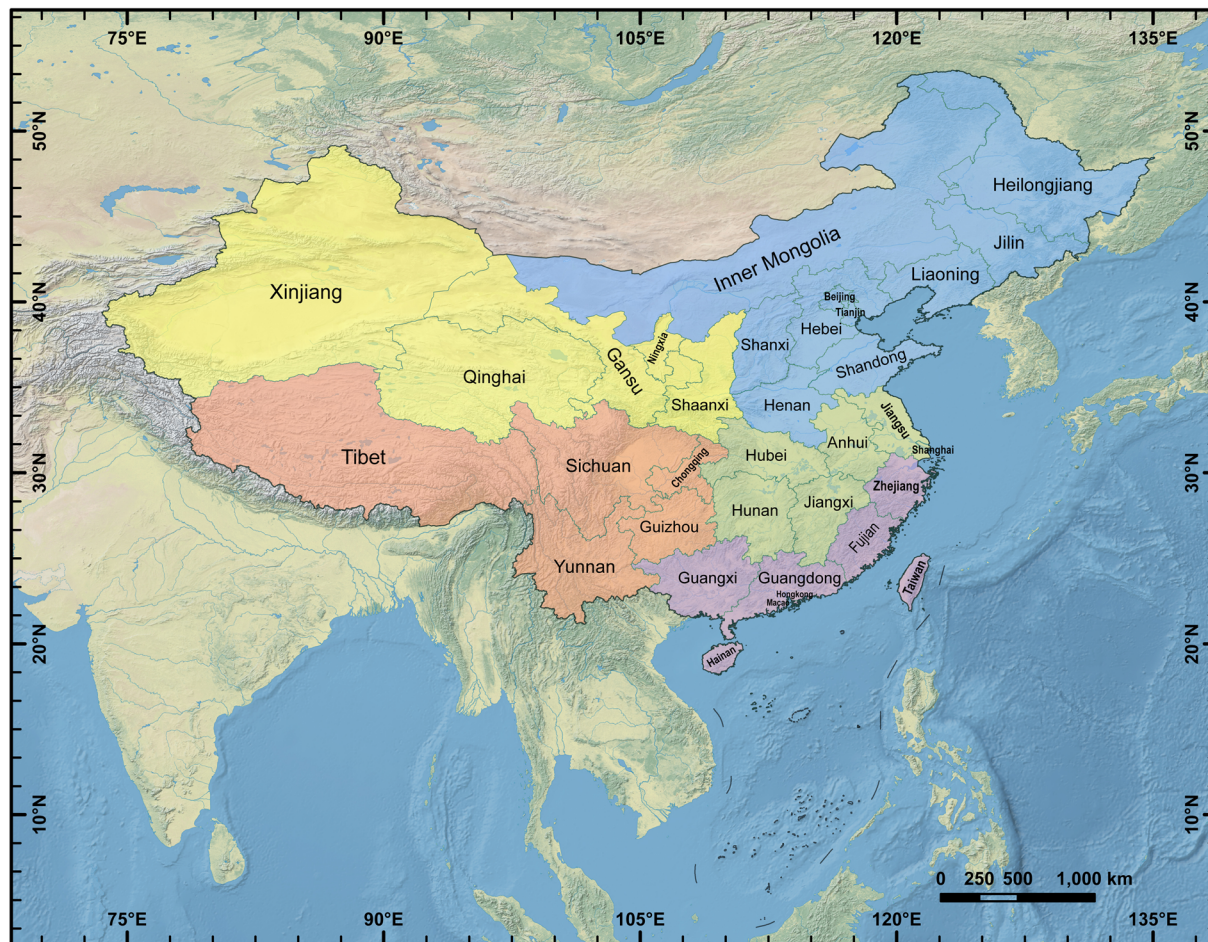 75°E 90°E 105°E 120°E 135°E
50°N 50°N
Heilongjiang
Jilin
Inner Mongolia
Liaoning
Xinjiang
40°N 40°N
Beijing
Tianjin
Hebei
Shanxi
Ningxia
Shandong
Gansu
Qinghai
Shaanxi
Henan
Jiangsu
Anhui
Shanghai
Tibet
Sichuan
Hubei
Chongqing
30°N 30°N
Zhejiang
Jiangxi
Hunan
Guizhou
Fujian
Yunnan
Guangxi
Guangdong
Taiwan
Hongkong
Macao
20°N 20°N
Hainan
10°N 10°N
0 250 500 1,000 km
75°E 90°E 105°E 120°E 135°E